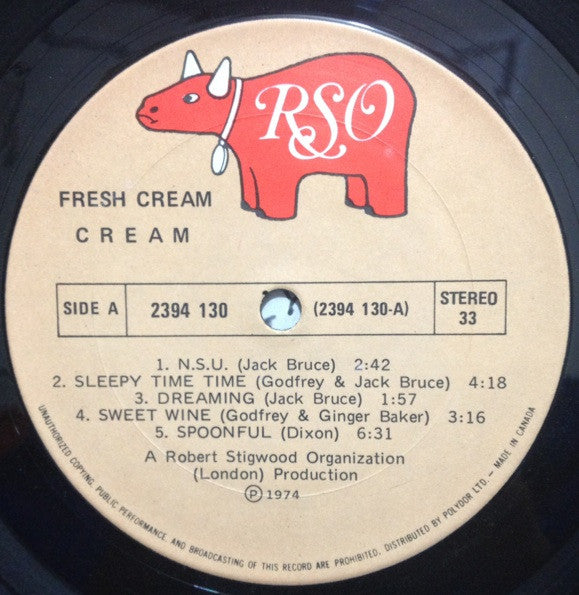 RSO
FRESH CREAM
CREAM
SIDE A
2394 130
(2394 130-A)
STEREO
33
1. N.S.U. (Jack Bruce) 2:42
2. SLEEPY TIME TIME (Godfrey & Jack Bruce) 4:18
3. DREAMING (Jack Bruce) 1:57
4. SWEET WINE (Godfrey & Ginger Baker) 3:16
5. SPOONFUL (Dixon) 6:31
A Robert Stigwood Organization
(London) Production
Ⓟ 1974
UNAUTHORIZED COPYING, PUBLIC PERFORMANCE AND BROADCASTING OF THIS RECORD ARE PROHIBITED. DISTRIBUTED BY POLYDOR LTD. – MADE IN CANADA